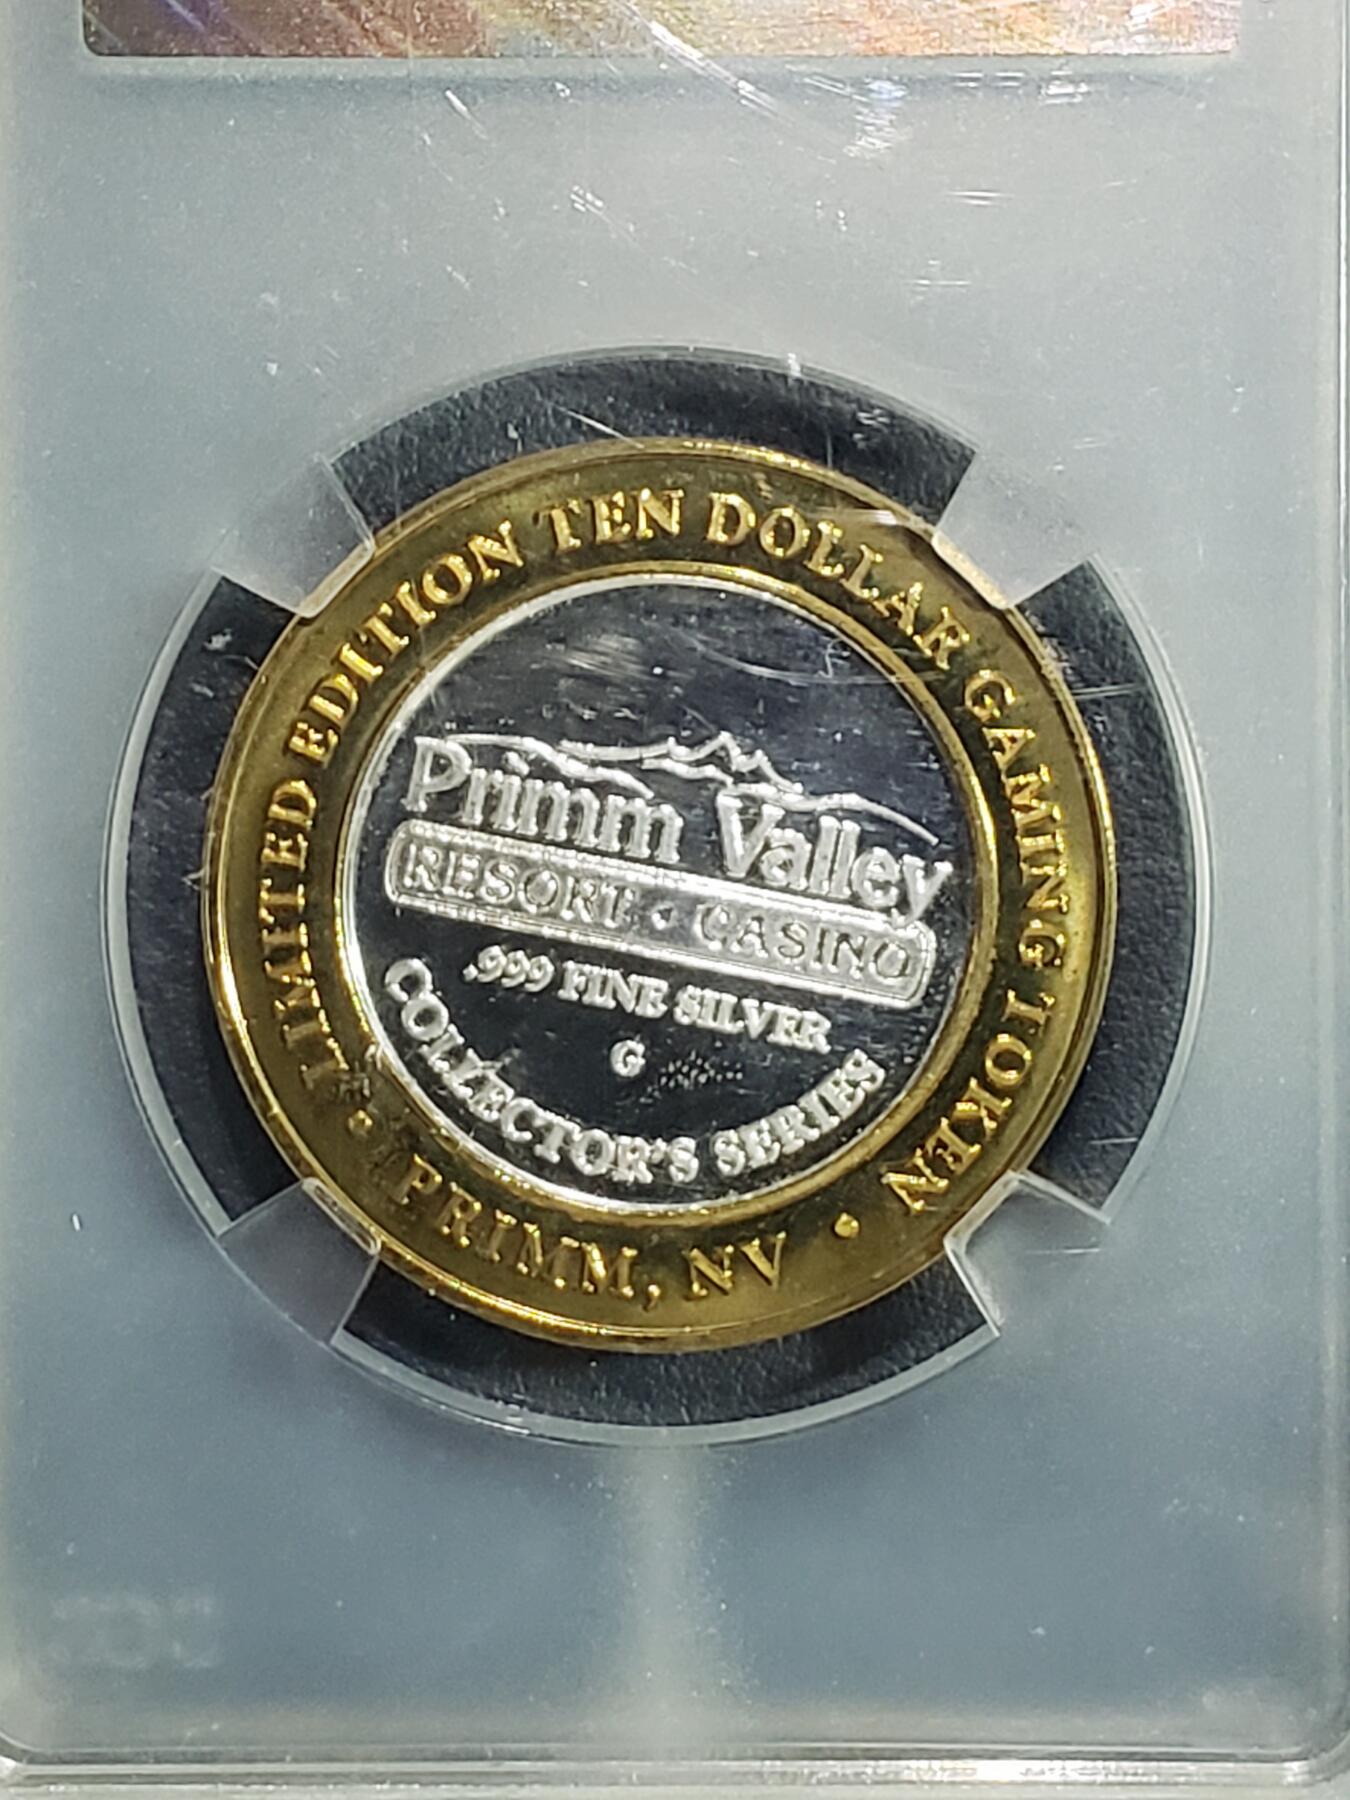 LIMITED EDITION TEN DOLLAR GAMING TOKEN
Primm Valley
RESORT • CASINO
.999 FINE SILVER
G
COLLECTOR'S SERIES
• PRIMM, NV •